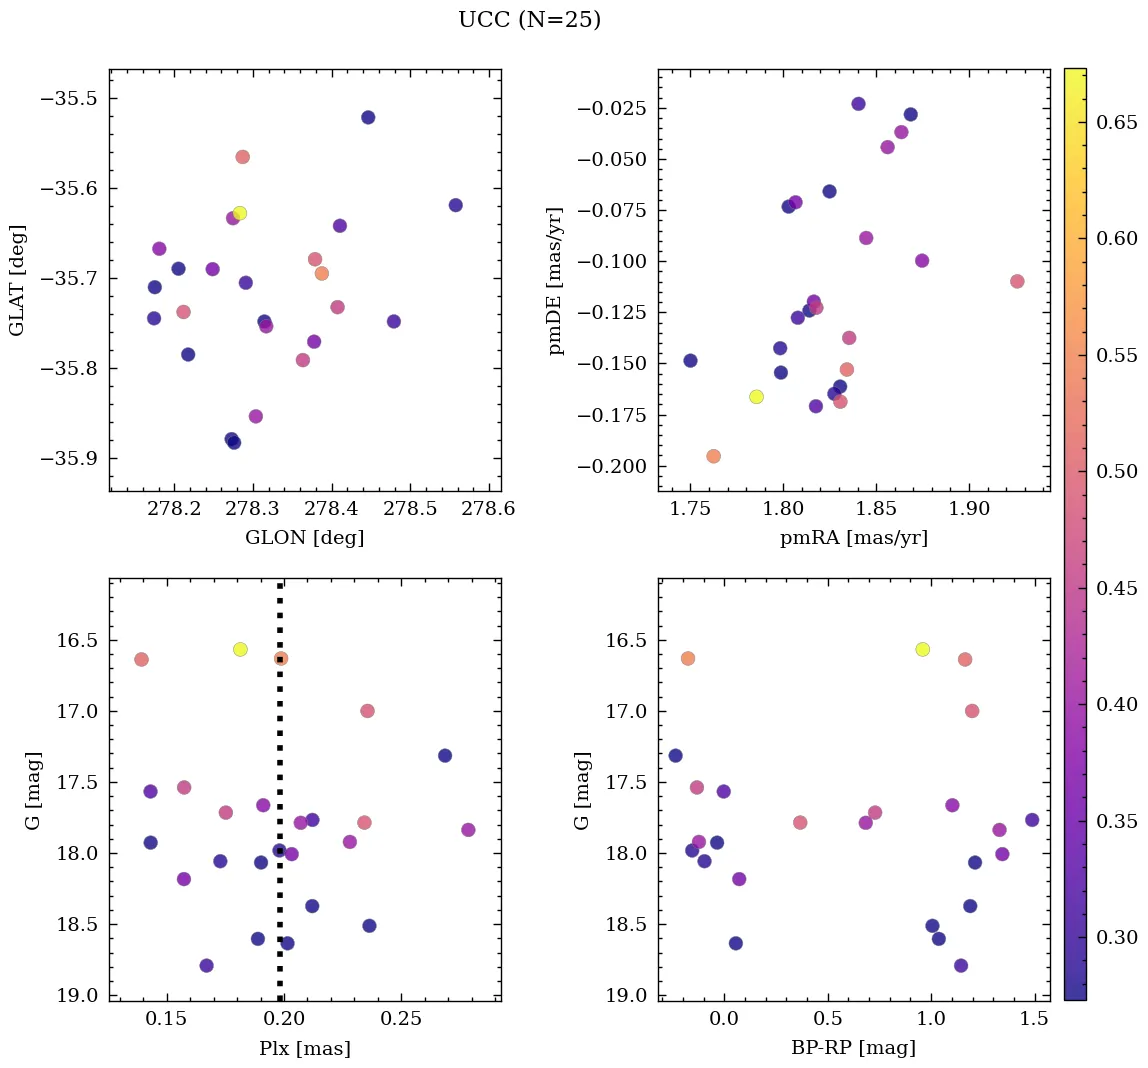 UCC (N=25)
−35.5
−35.6
−35.7
−35.8
−35.9
GLAT [deg]
278.2 278.3 278.4 278.5 278.6
GLON [deg]
−0.025
−0.050
−0.075
−0.100
−0.125
−0.150
−0.175
−0.200
pmDE [mas/yr]
1.75 1.80 1.85 1.90
pmRA [mas/yr]
16.5
17.0
17.5
18.0
18.5
19.0
G [mag]
0.15 0.20 0.25
Plx [mas]
16.5
17.0
17.5
18.0
18.5
19.0
G [mag]
0.0 0.5 1.0 1.5
BP-RP [mag]
0.65
0.60
0.55
0.50
0.45
0.40
0.35
0.30